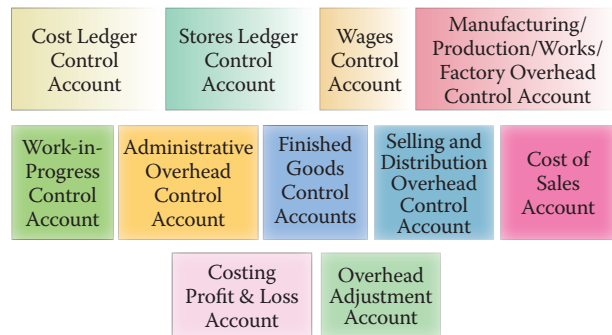 Cost Ledger
Control
Account
Stores Ledger
Control
Account
Wages
Control
Account
Manufacturing/
Production/Works/
Factory Overhead
Control Account
Work-in-
Progress
Control
Account
Administrative
Overhead
Control
Account
Finished
Goods
Control
Accounts
Selling and
Distribution
Overhead
Control
Account
Cost of
Sales
Account
Costing
Profit & Loss
Account
Overhead
Adjustment
Account